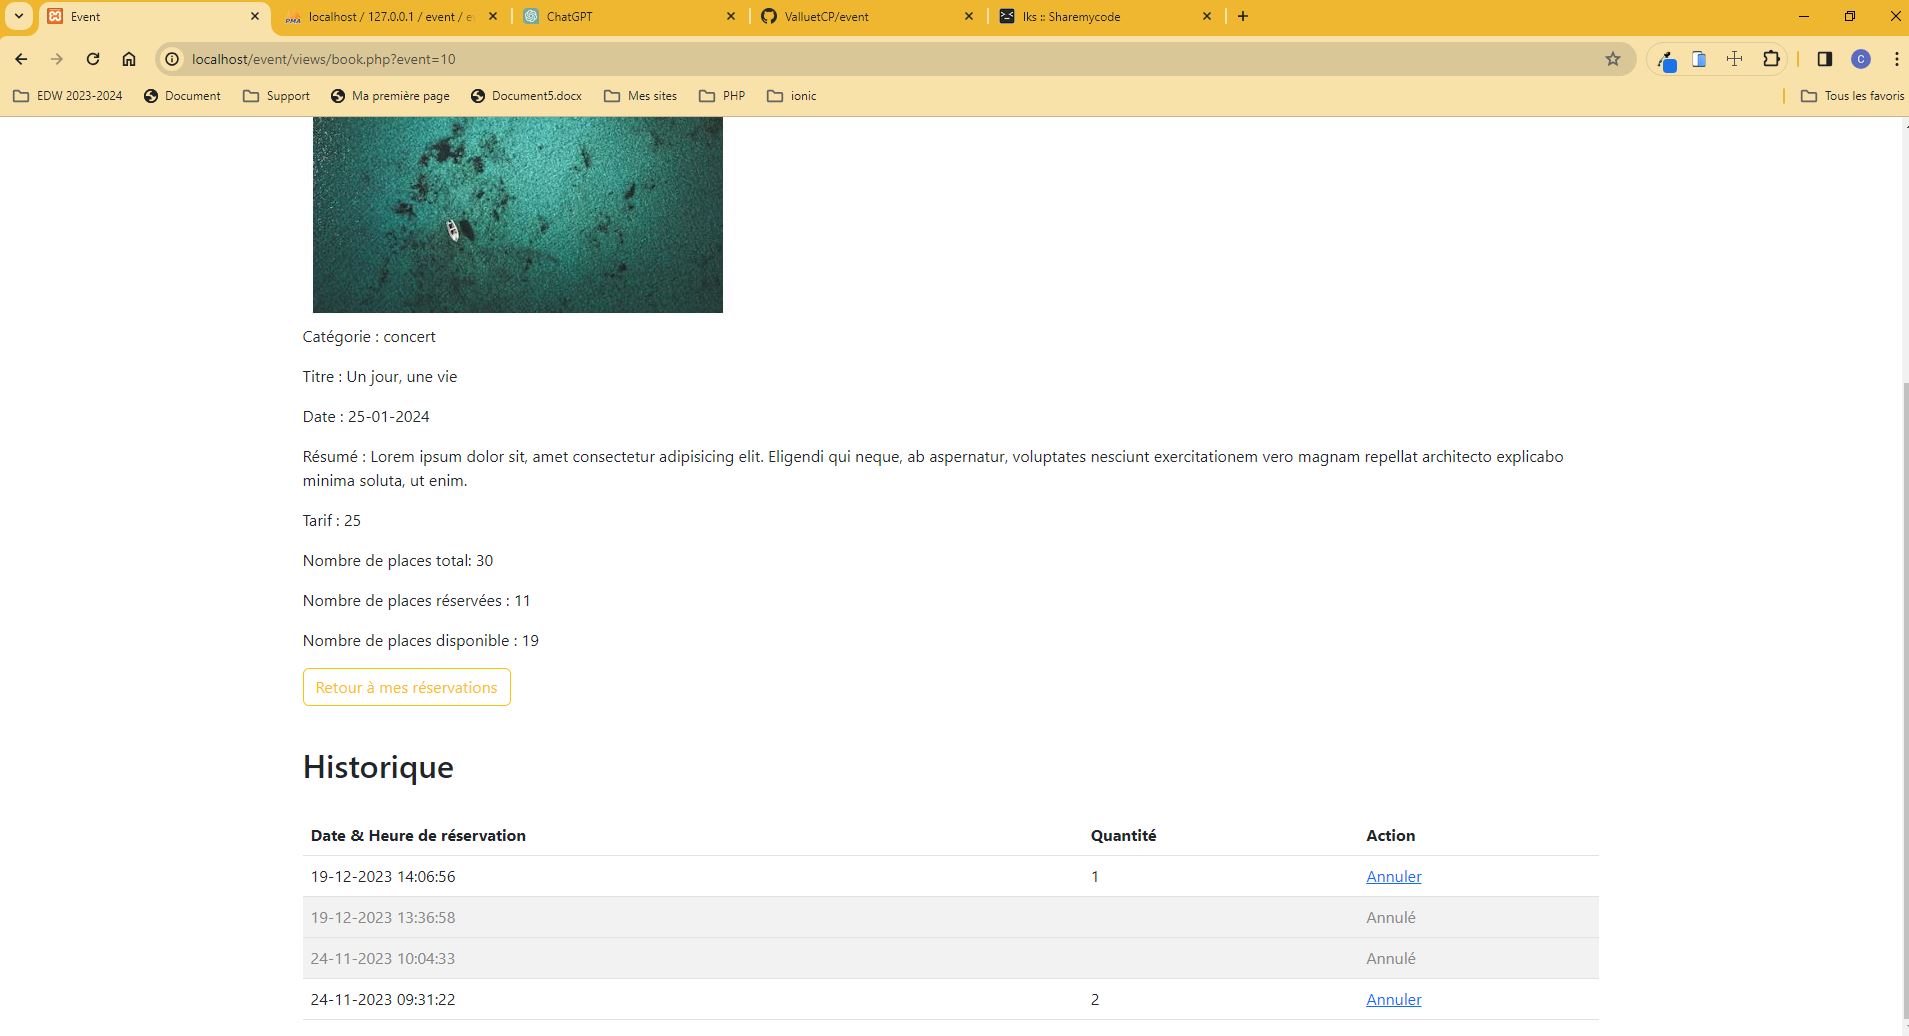 Event
localhost / 127.0.0.1 / event / e
ChatGPT
ValluetCP/event
lks :: Sharemycode
localhost/event/views/book.php?event=10
C
EDW 2023-2024
Document
Support
Ma première page
Document5.docx
Mes sites
PHP
ionic
Tous les favoris
Catégorie : concert
Titre : Un jour, une vie
Date : 25-01-2024
Résumé : Lorem ipsum dolor sit, amet consectetur adipisicing elit. Eligendi qui neque, ab aspernatur, voluptates nesciunt exercitationem vero magnam repellat architecto explicabo
minima soluta, ut enim.
Tarif : 25
Nombre de places total: 30
Nombre de places réservées : 11
Nombre de places disponible : 19
Retour à mes réservations
Historique
Date & Heure de réservation Quantité Action
19-12-2023 14:06:56 1 Annuler
19-12-2023 13:36:58 Annulé
24-11-2023 10:04:33 Annulé
24-11-2023 09:31:22 2 Annuler